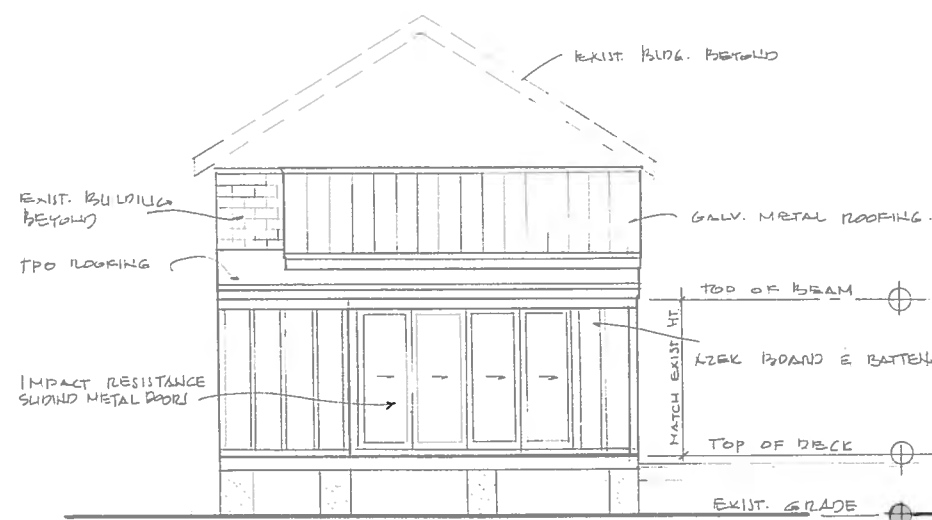 EXIST. BLDG. BEYOND
EXIST. BUILDING
BEYOND
GALV. METAL ROOFING.
TPO ROOFING
TOP OF BEAM
MATCH EXIST HT.
AZEK BOARD & BATTEN
IMPACT RESISTANCE
SLIDIND METAL DOORS
TOP OF DECK
EXIST. GRADE